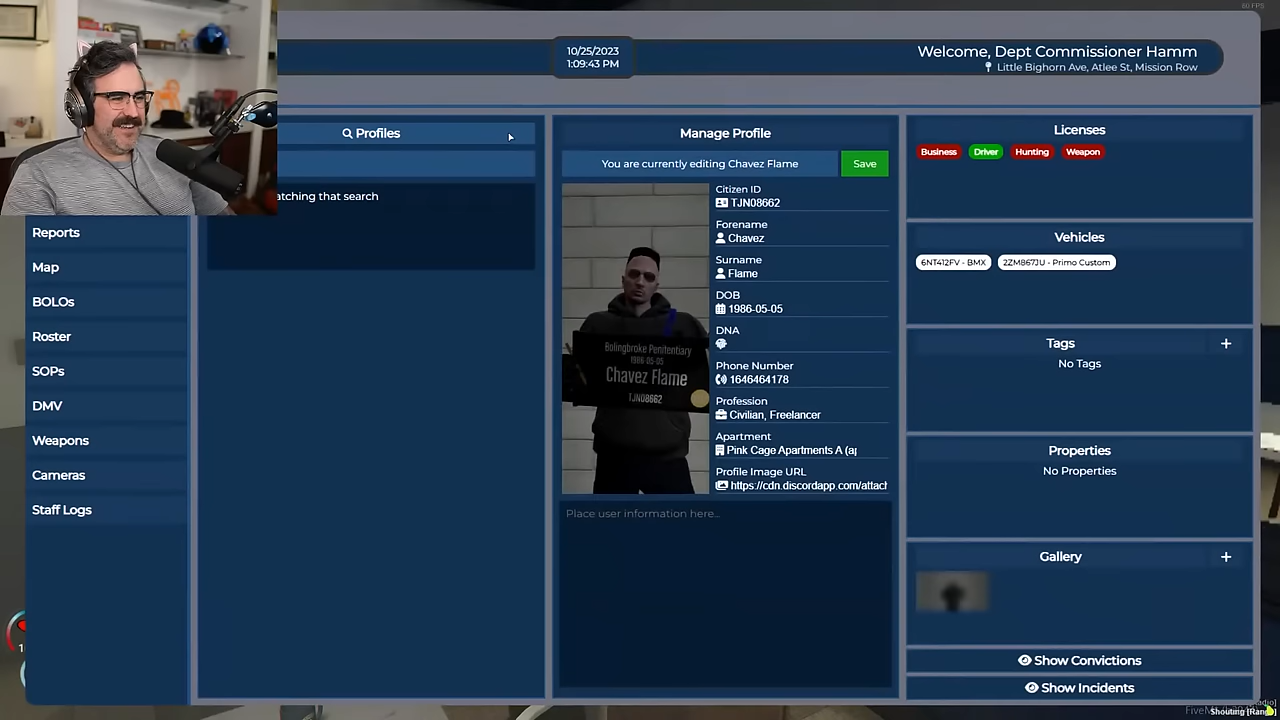 60 FPS
10/25/2023
1:09:43 PM
Welcome, Dept Commissioner Hamm
Little Bighorn Ave, Atlee St, Mission Row
Reports
Map
BOLOs
Roster
SOPs
DMV
Weapons
Cameras
Staff Logs
Profiles
atching that search
Manage Profile
You are currently editing Chavez Flame
Save
Bolingbroke Penitentiary
1986-05-05
Chavez Flame
TJN08662
Citizen ID
TJN08662
Forename
Chavez
Surname
Flame
DOB
1986-05-05
DNA
Phone Number
1646464178
Profession
Civilian, Freelancer
Apartment
Pink Cage Apartments A (a
Profile Image URL
https://cdn.discordapp.com/attach
Place user information here...
Licenses
Business Driver Hunting Weapon
Vehicles
6NT412FV - BMX 2ZM867JU - Primo Custom
Tags +
No Tags
Properties
No Properties
Gallery +
Show Convictions
Show Incidents
Shouting